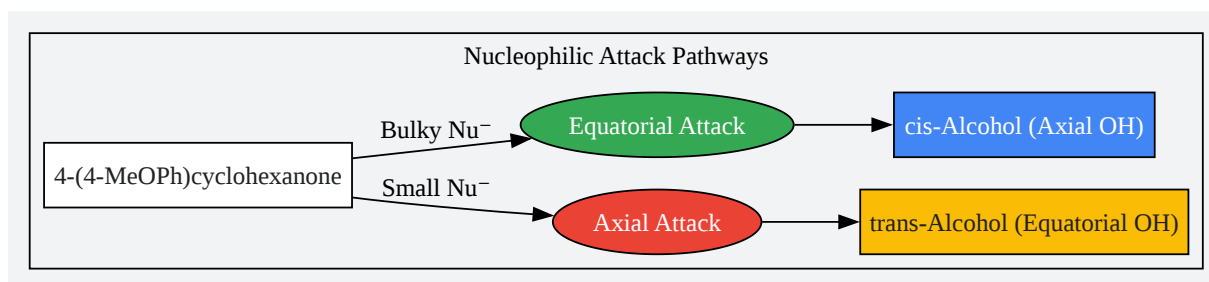 Nucleophilic Attack Pathways
Bulky Nu⁻
Equatorial Attack
cis-Alcohol (Axial OH)
4-(4-MeOPh)cyclohexanone
Small Nu⁻
Axial Attack
trans-Alcohol (Equatorial OH)